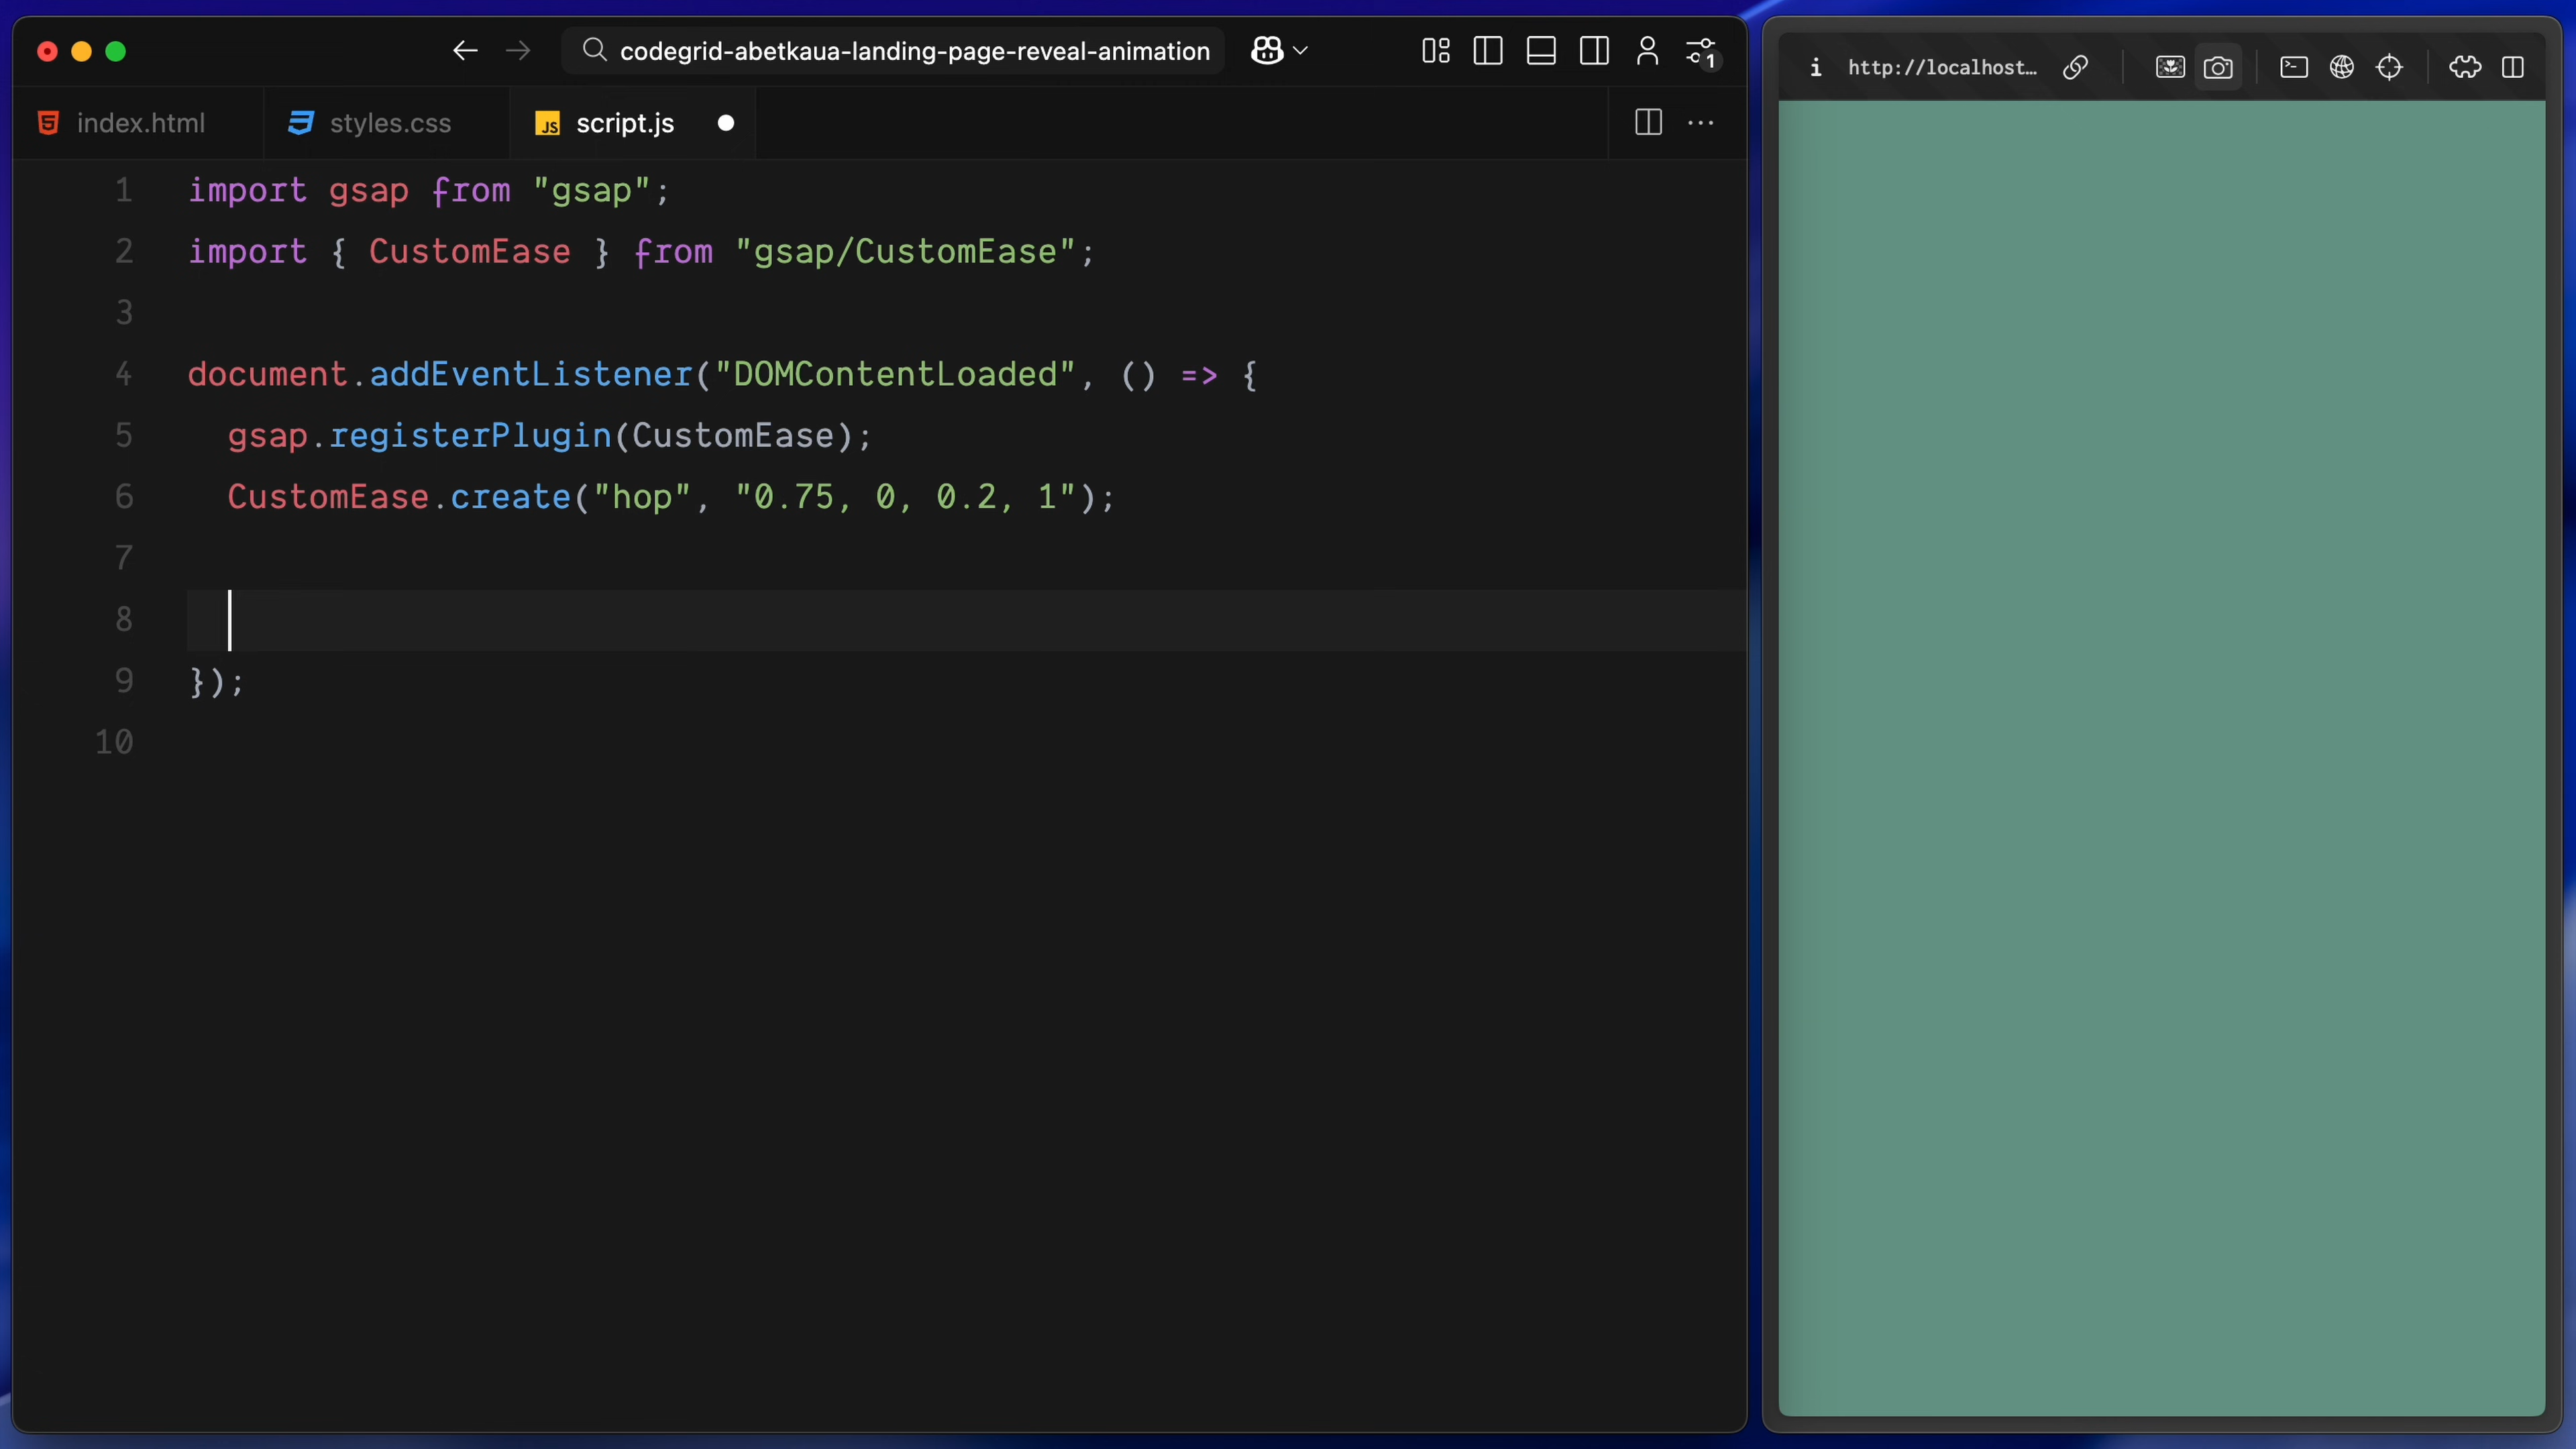 codegrid-abetkaua-landing-page-reveal-animation
1
index.html
styles.css
JS script.js
1 import gsap from "gsap";
2 import { CustomEase } from "gsap/CustomEase";
3
4 document.addEventListener("DOMContentLoaded", () => {
5 gsap.registerPlugin(CustomEase);
6 CustomEase.create("hop", "0.75, 0, 0.2, 1");
7
8
9 });
10
http://localhost…